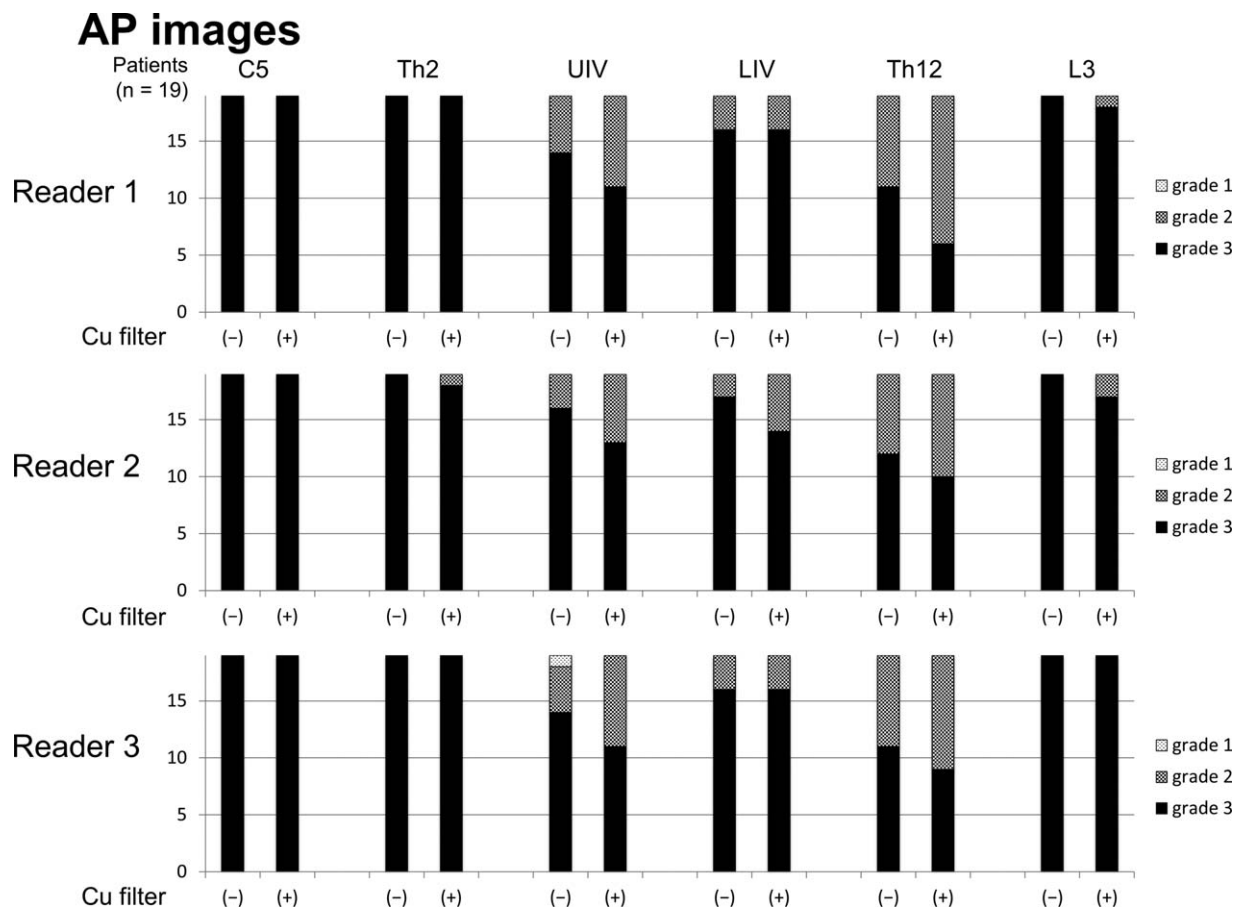 AP images
Patients
(n = 19)
C5 Th2 UIV LIV Th12 L3
Reader 1
15
10
5
0
grade 1
grade 2
grade 3
Cu filter (−) (+) (−) (+) (−) (+) (−) (+) (−) (+) (−) (+)
Reader 2
15
10
5
0
grade 1
grade 2
grade 3
Cu filter (−) (+) (−) (+) (−) (+) (−) (+) (−) (+) (−) (+)
Reader 3
15
10
5
0
grade 1
grade 2
grade 3
Cu filter (−) (+) (−) (+) (−) (+) (−) (+) (−) (+) (−) (+)